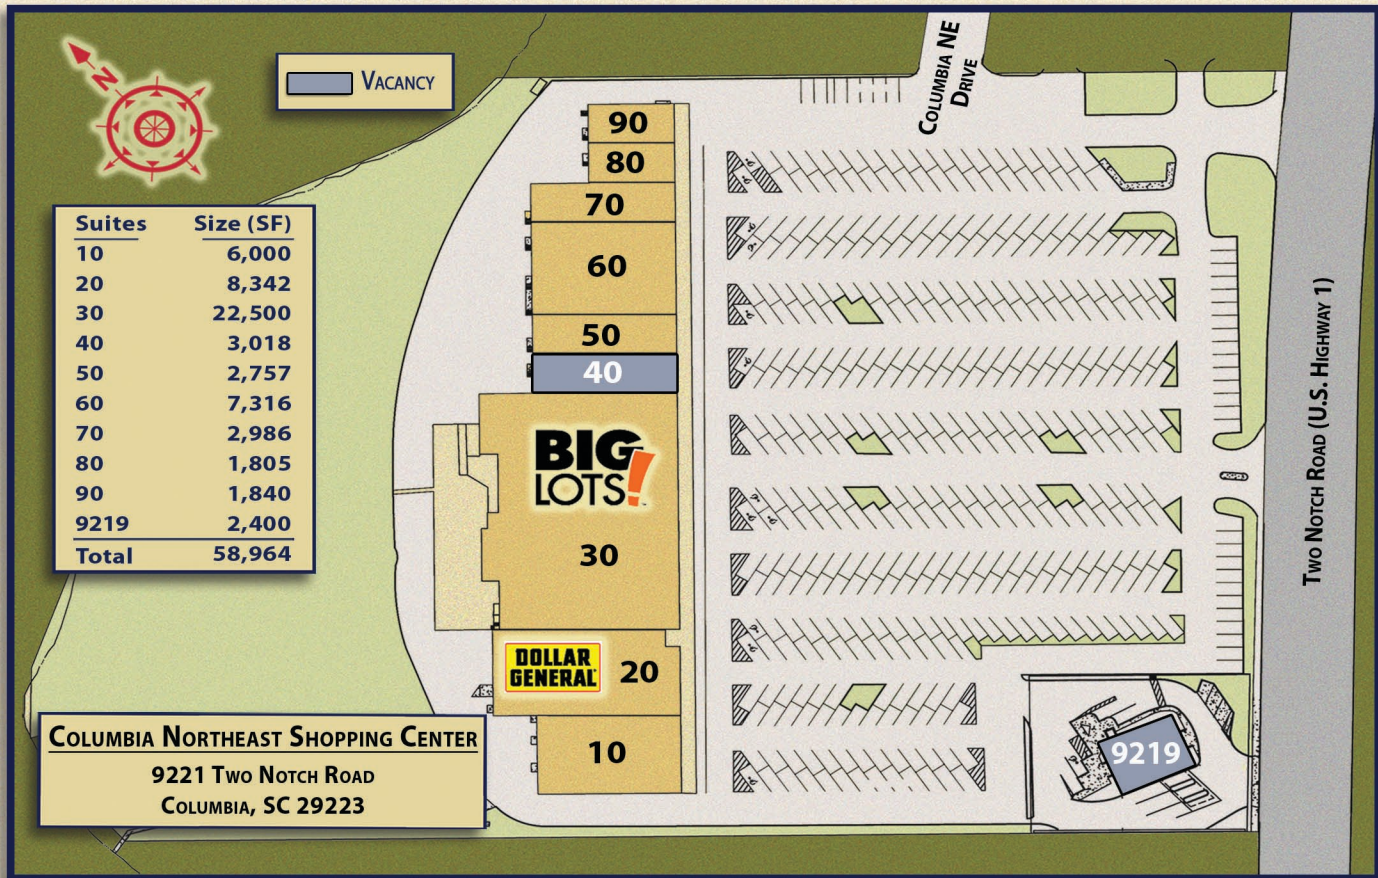 N
VACANCY
COLUMBIA NE
DRIVE
Suites Size (SF)
10 6,000
20 8,342
30 22,500
40 3,018
50 2,757
60 7,316
70 2,986
80 1,805
90 1,840
9219 2,400
Total 58,964
90
80
70
60
50
40
BIG
LOTS!
30
DOLLAR
GENERAL
20
10
9219
TWO NOTCH ROAD (U.S. HIGHWAY 1)
COLUMBIA NORTHEAST SHOPPING CENTER
9221 TWO NOTCH ROAD
COLUMBIA, SC 29223